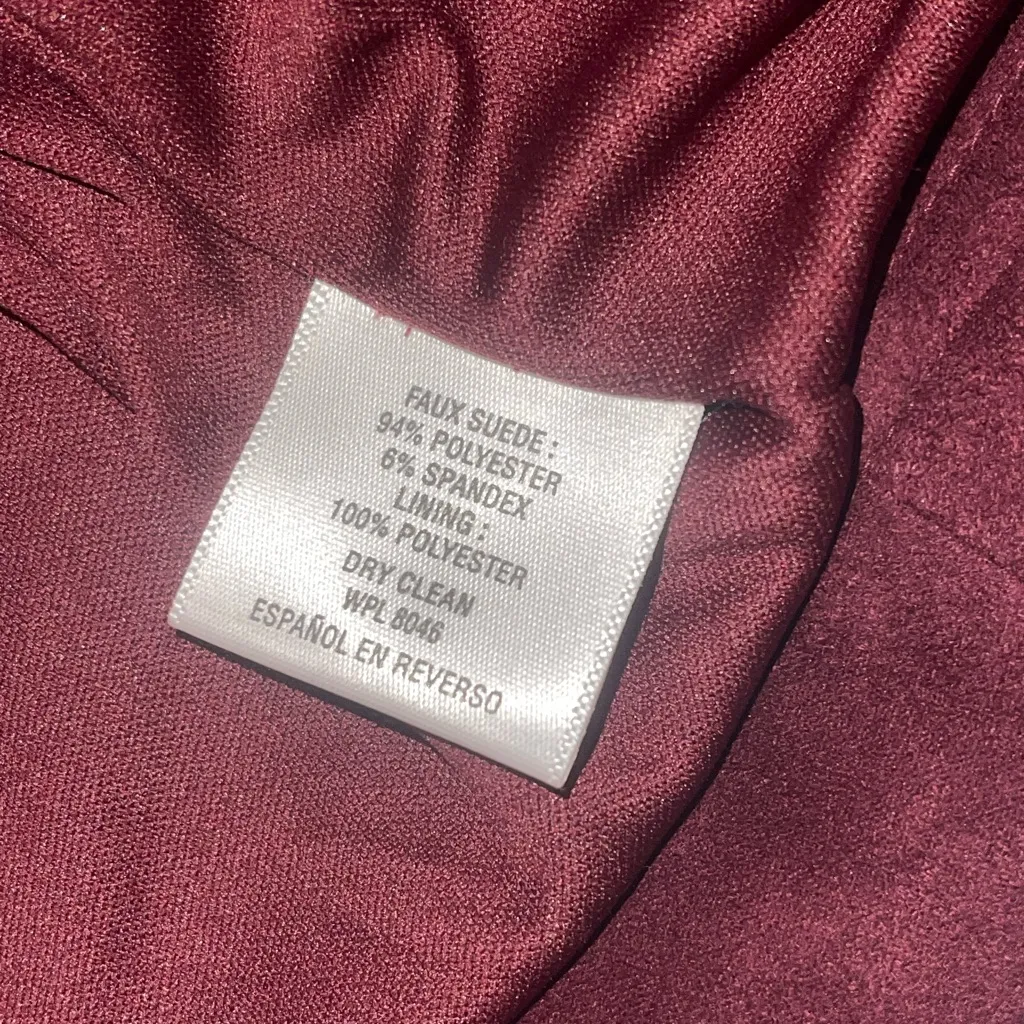 FAUX SUEDE :
94% POLYESTER
6% SPANDEX
LINING :
100% POLYESTER
DRY CLEAN
WPL 8046
ESPAÑOL EN REVERSO